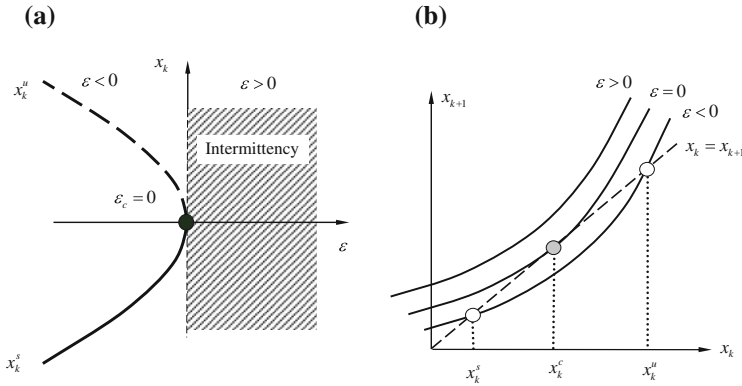 (a)
x_k
ε<0
ε>0
x_k^u
Intermittency
ε_c=0
ε
x_k^s
(b)
x_{k+1}
ε>0
ε=0
ε<0
x_k = x_{k+1}
x_k
x_k^s
x_k^c
x_k^u